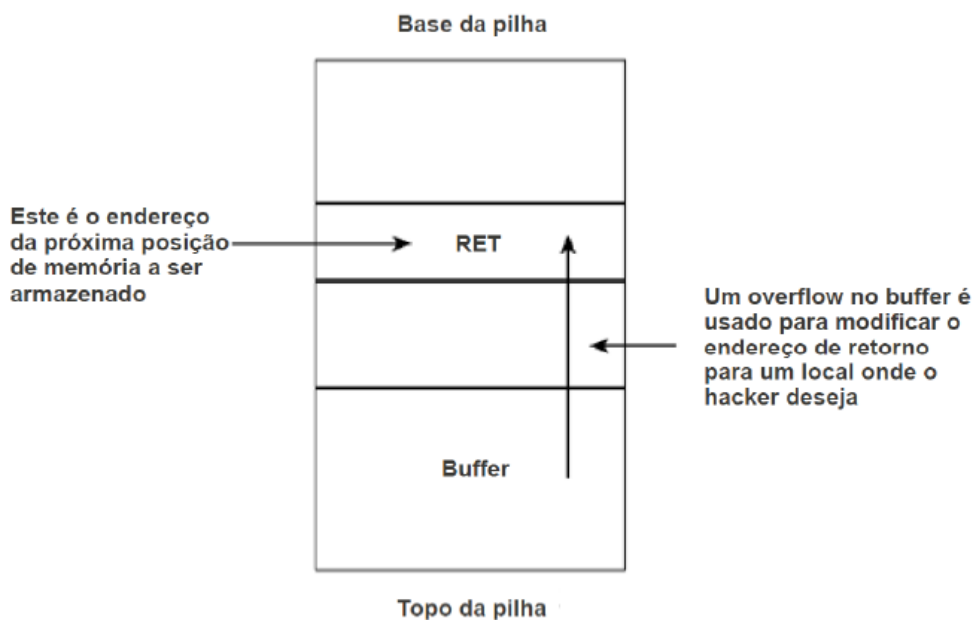 Base da pilha
Este é o endereço
da próxima posição
de memória a ser
armazenado
RET
Um overflow no buffer é
usado para modificar o
endereço de retorno
para um local onde o
hacker deseja
Buffer
Topo da pilha